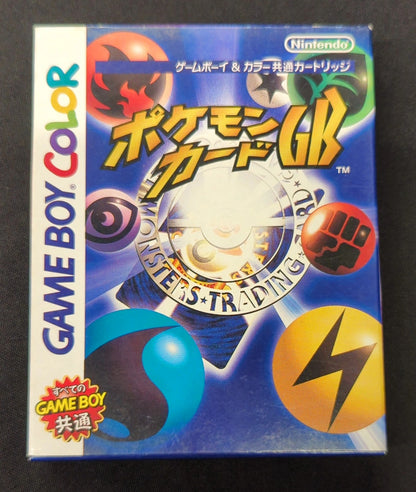 Nintendo
ゲームボーイ&カラー共通カートリッジ
ポケモン
カードGB
TM
MONSTERS★TRADING CARD
GAME BOY COLOR
すべての
GAME BOY
共通